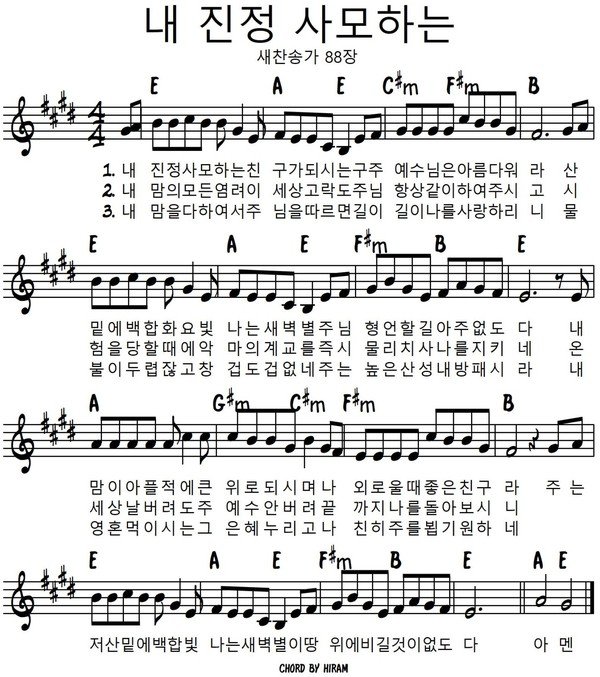 내 진정 사모하는
새찬송가 88장
E A E C#m F#m B
1. 내 진정사모하는친 구가되시는구주 예수님은아름다워 라 산
2. 내 맘의모든염려이 세상고락도주님 항상같이하여주시 고 시
3. 내 맘을다하여서주 님을따르면길이 길이나를사랑하리 니 물
E A E F#m B E
밑에백합화요빛 나는새벽별주님 형언할길아주없도 다 내
험을당할때에악 마의계교를즉시 물리치사나를지키 네 온
불이두렵잖고창 겁도겁없네주는 높은산성내방패시 라 내
A G#m C#m F#m B
맘이아플적에큰 위로되시며나 외로울때좋은친구 라 주는
세상날버려도주 예수안버려끝 까지나를돌아보시 니
영혼먹이시는그 은혜누리고나 친히주를뵙기원하 네
E A E F#m B E A E
저산밑에백합빛 나는새벽별이땅 위에비길것이없도 다 아멘
CHORD BY HIRAM